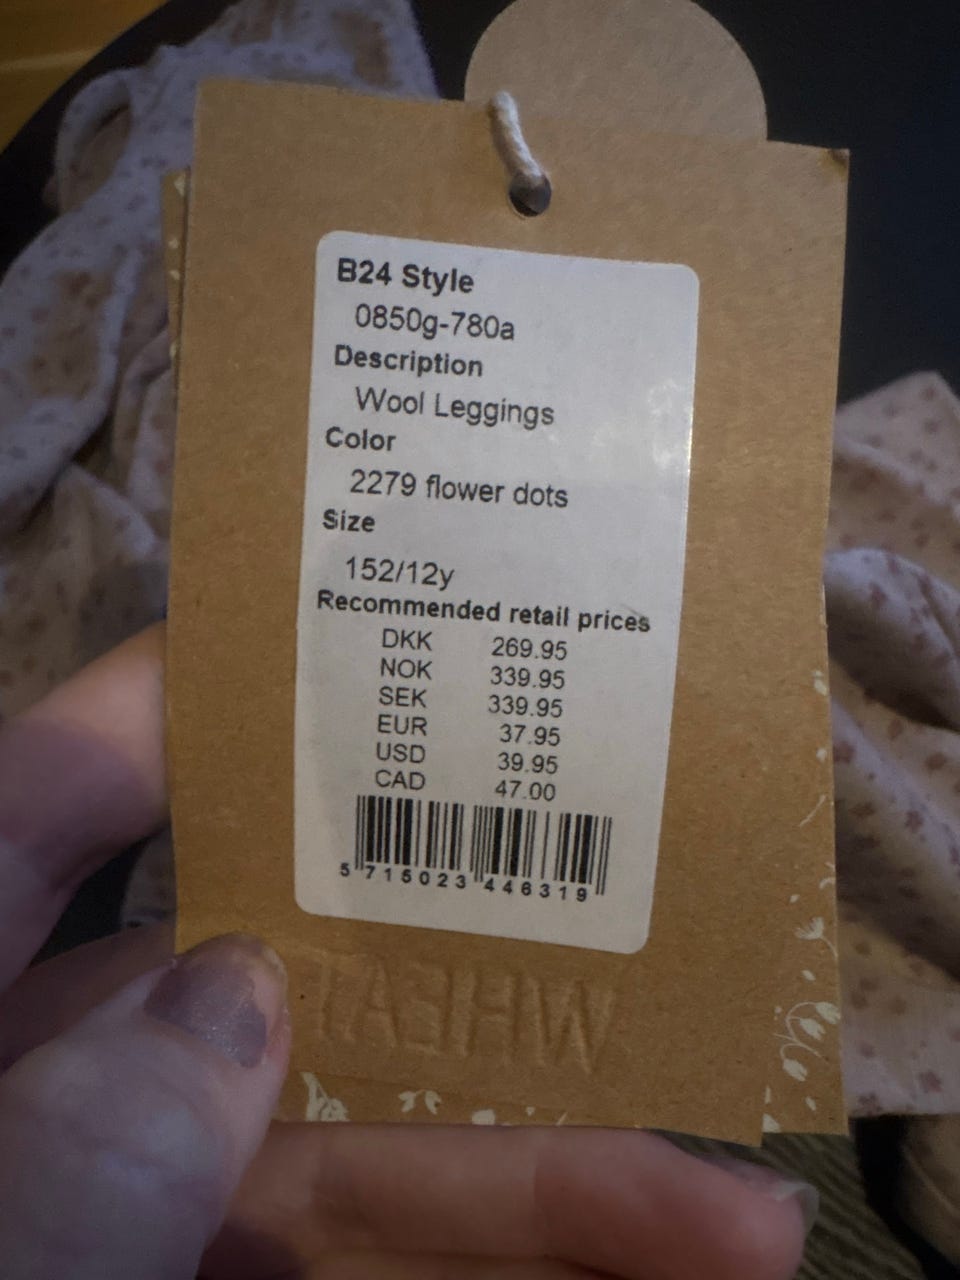 B24 Style
0850g-780a
Description
Wool Leggings
Color
2279 flower dots
Size
152/12y
Recommended retail prices
DKK 269.95
NOK 339.95
SEK 339.95
EUR 37.95
USD 39.95
CAD 47.00
5 715023 446319
WHEAT